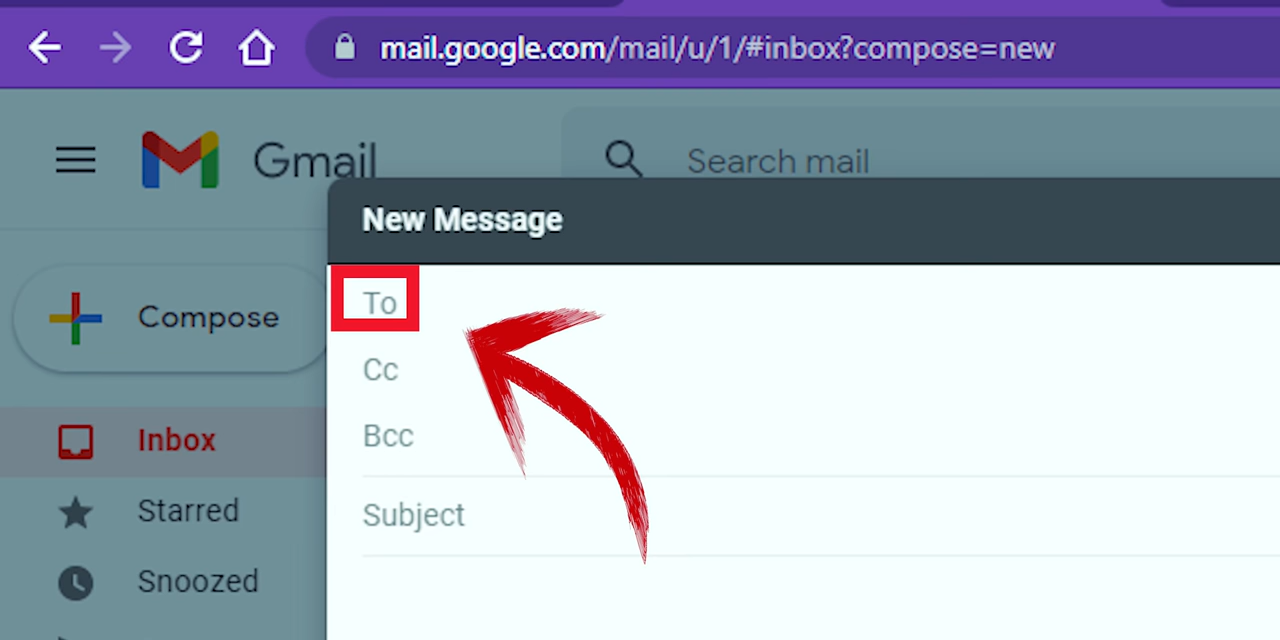 mail.google.com/mail/u/1/#inbox?compose=new
Gmail
Search mail
New Message
Compose
To
Cc
Bcc
Subject
Inbox
Starred
Snoozed